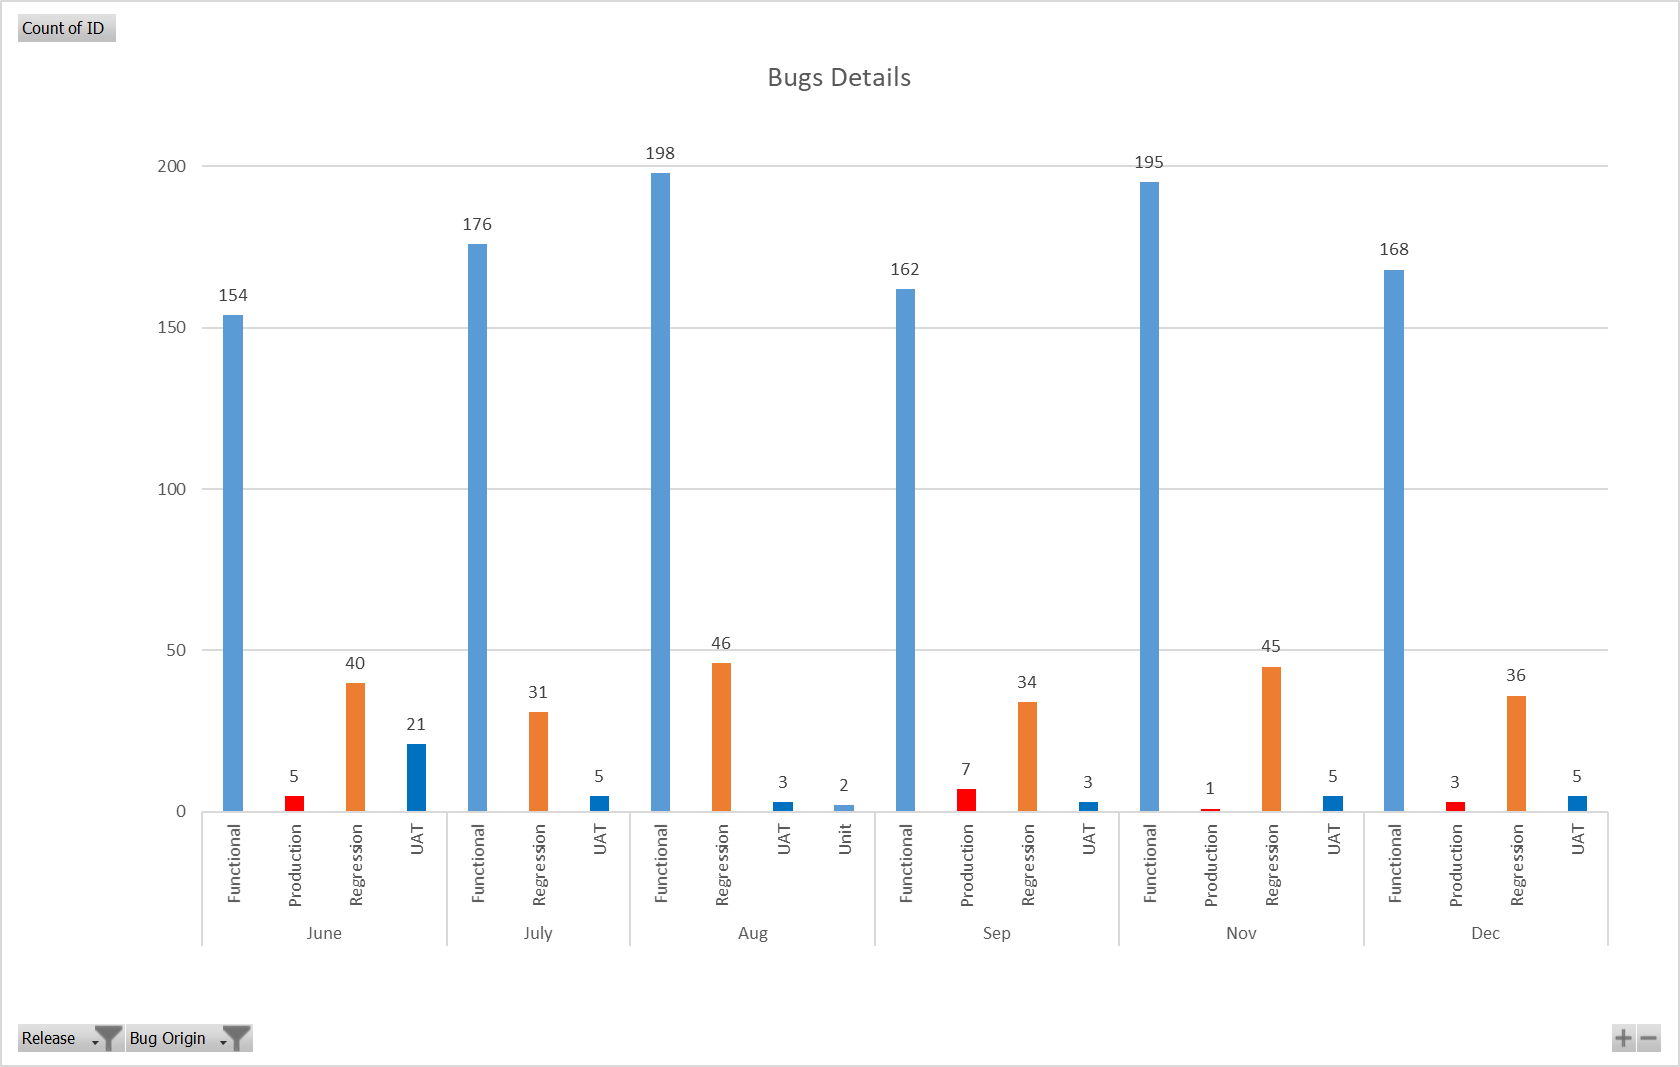 Count of ID
Bugs Details
200
150
100
50
0
154
5
40
21
176
31
5
198
46
3
2
162
7
34
3
195
1
45
5
168
3
36
5
Functional
Production
Regression
UAT
Functional
Regression
UAT
Functional
Regression
UAT
Unit
Functional
Production
Regression
UAT
Functional
Production
Regression
UAT
Functional
Production
Regression
UAT
June
July
Aug
Sep
Nov
Dec
Release
Bug Origin